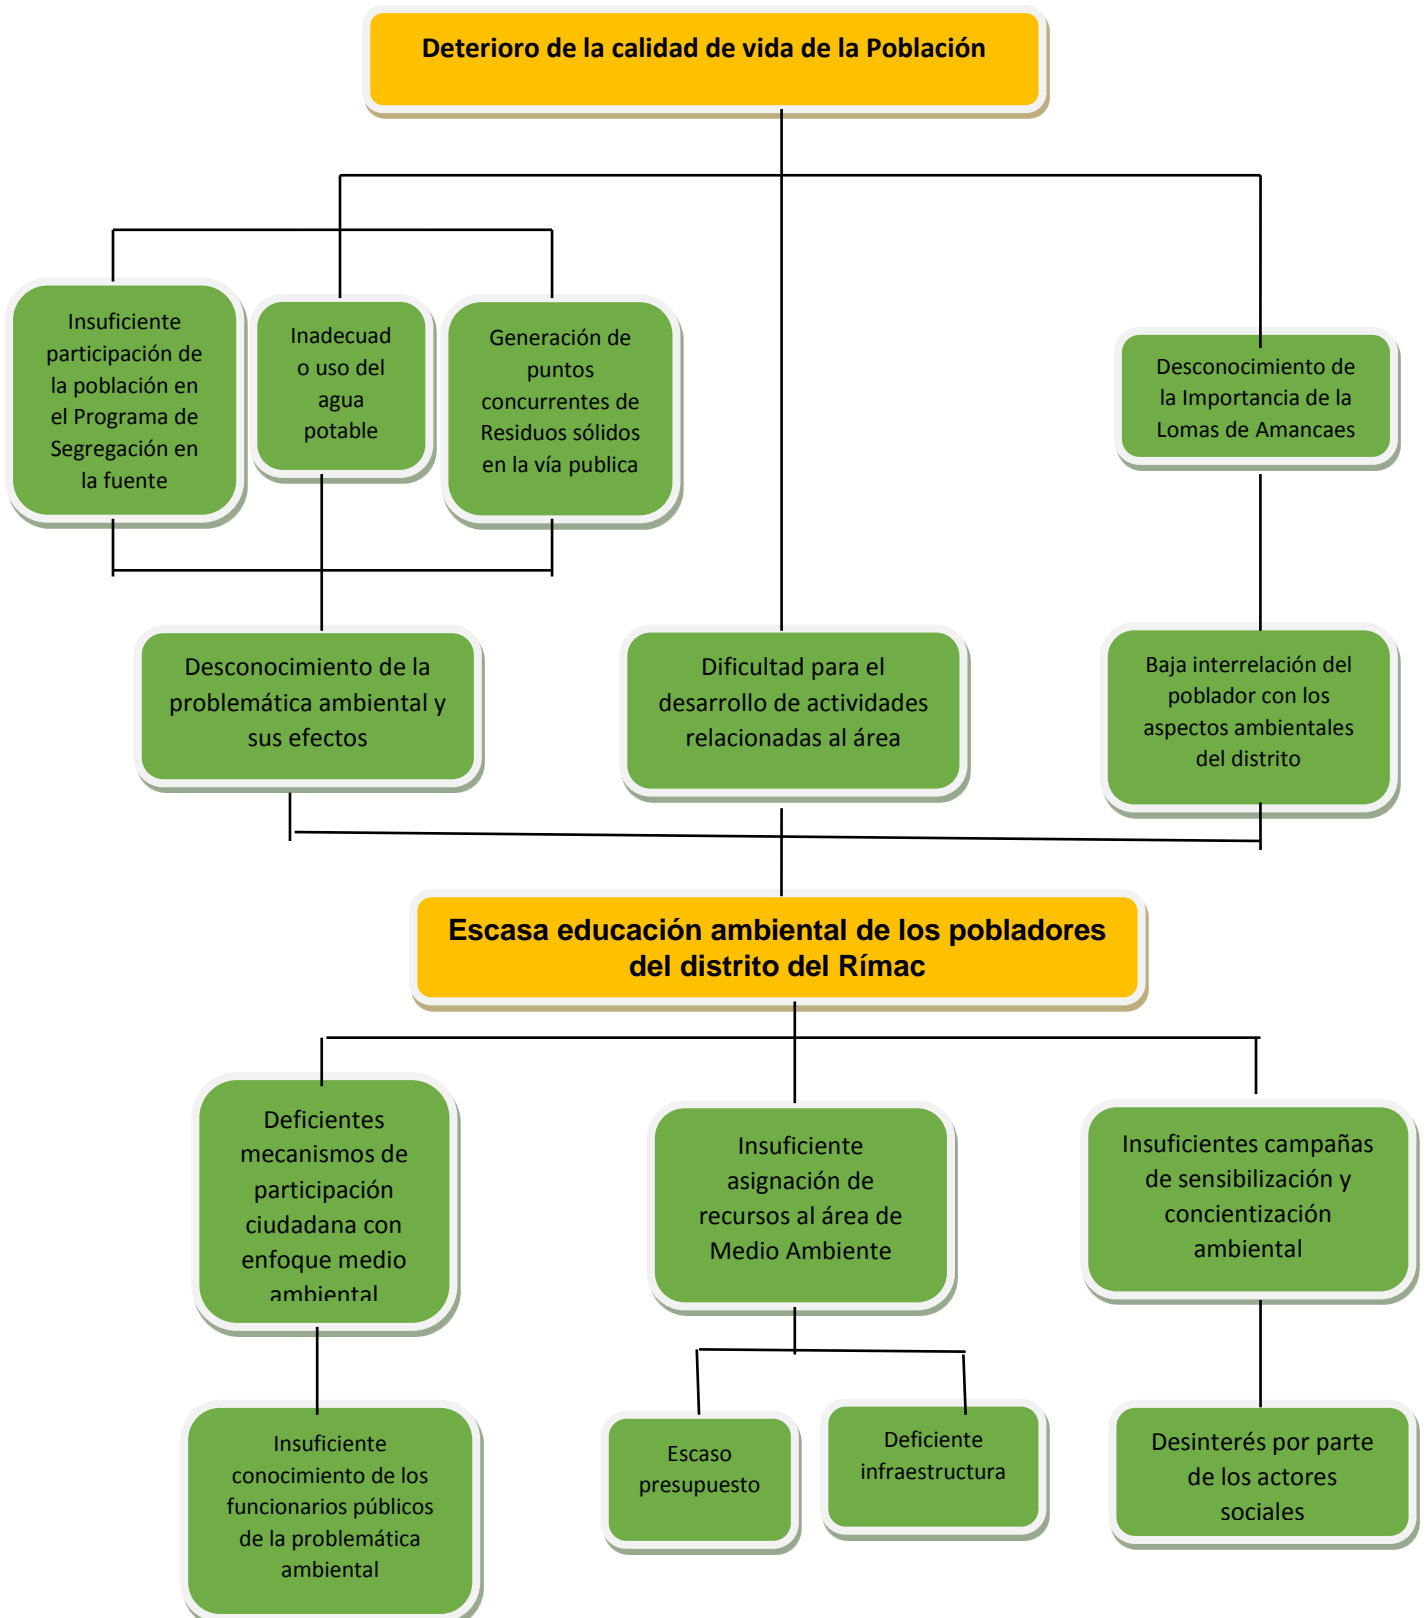 Deterioro de la calidad de vida de la Población
Insuficiente
participación de
la población en
el Programa de
Segregación en
la fuente
Inadecuad
o uso del
agua
potable
Generación de
puntos
concurrentes de
Residuos sólidos
en la vía publica
Desconocimiento de
la Importancia de la
Lomas de Amancaes
Desconocimiento de la
problemática ambiental y
sus efectos
Dificultad para el
desarrollo de actividades
relacionadas al área
Baja interrelación del
poblador con los
aspectos ambientales
del distrito
Escasa educación ambiental de los pobladores
del distrito del Rímac
Deficientes
mecanismos de
participación
ciudadana con
enfoque medio
ambiental
Insuficiente
asignación de
recursos al área de
Medio Ambiente
Insuficientes campañas
de sensibilización y
concientización
ambiental
Insuficiente
conocimiento de los
funcionarios públicos
de la problemática
ambiental
Escaso
presupuesto
Deficiente
infraestructura
Desinterés por parte
de los actores
sociales